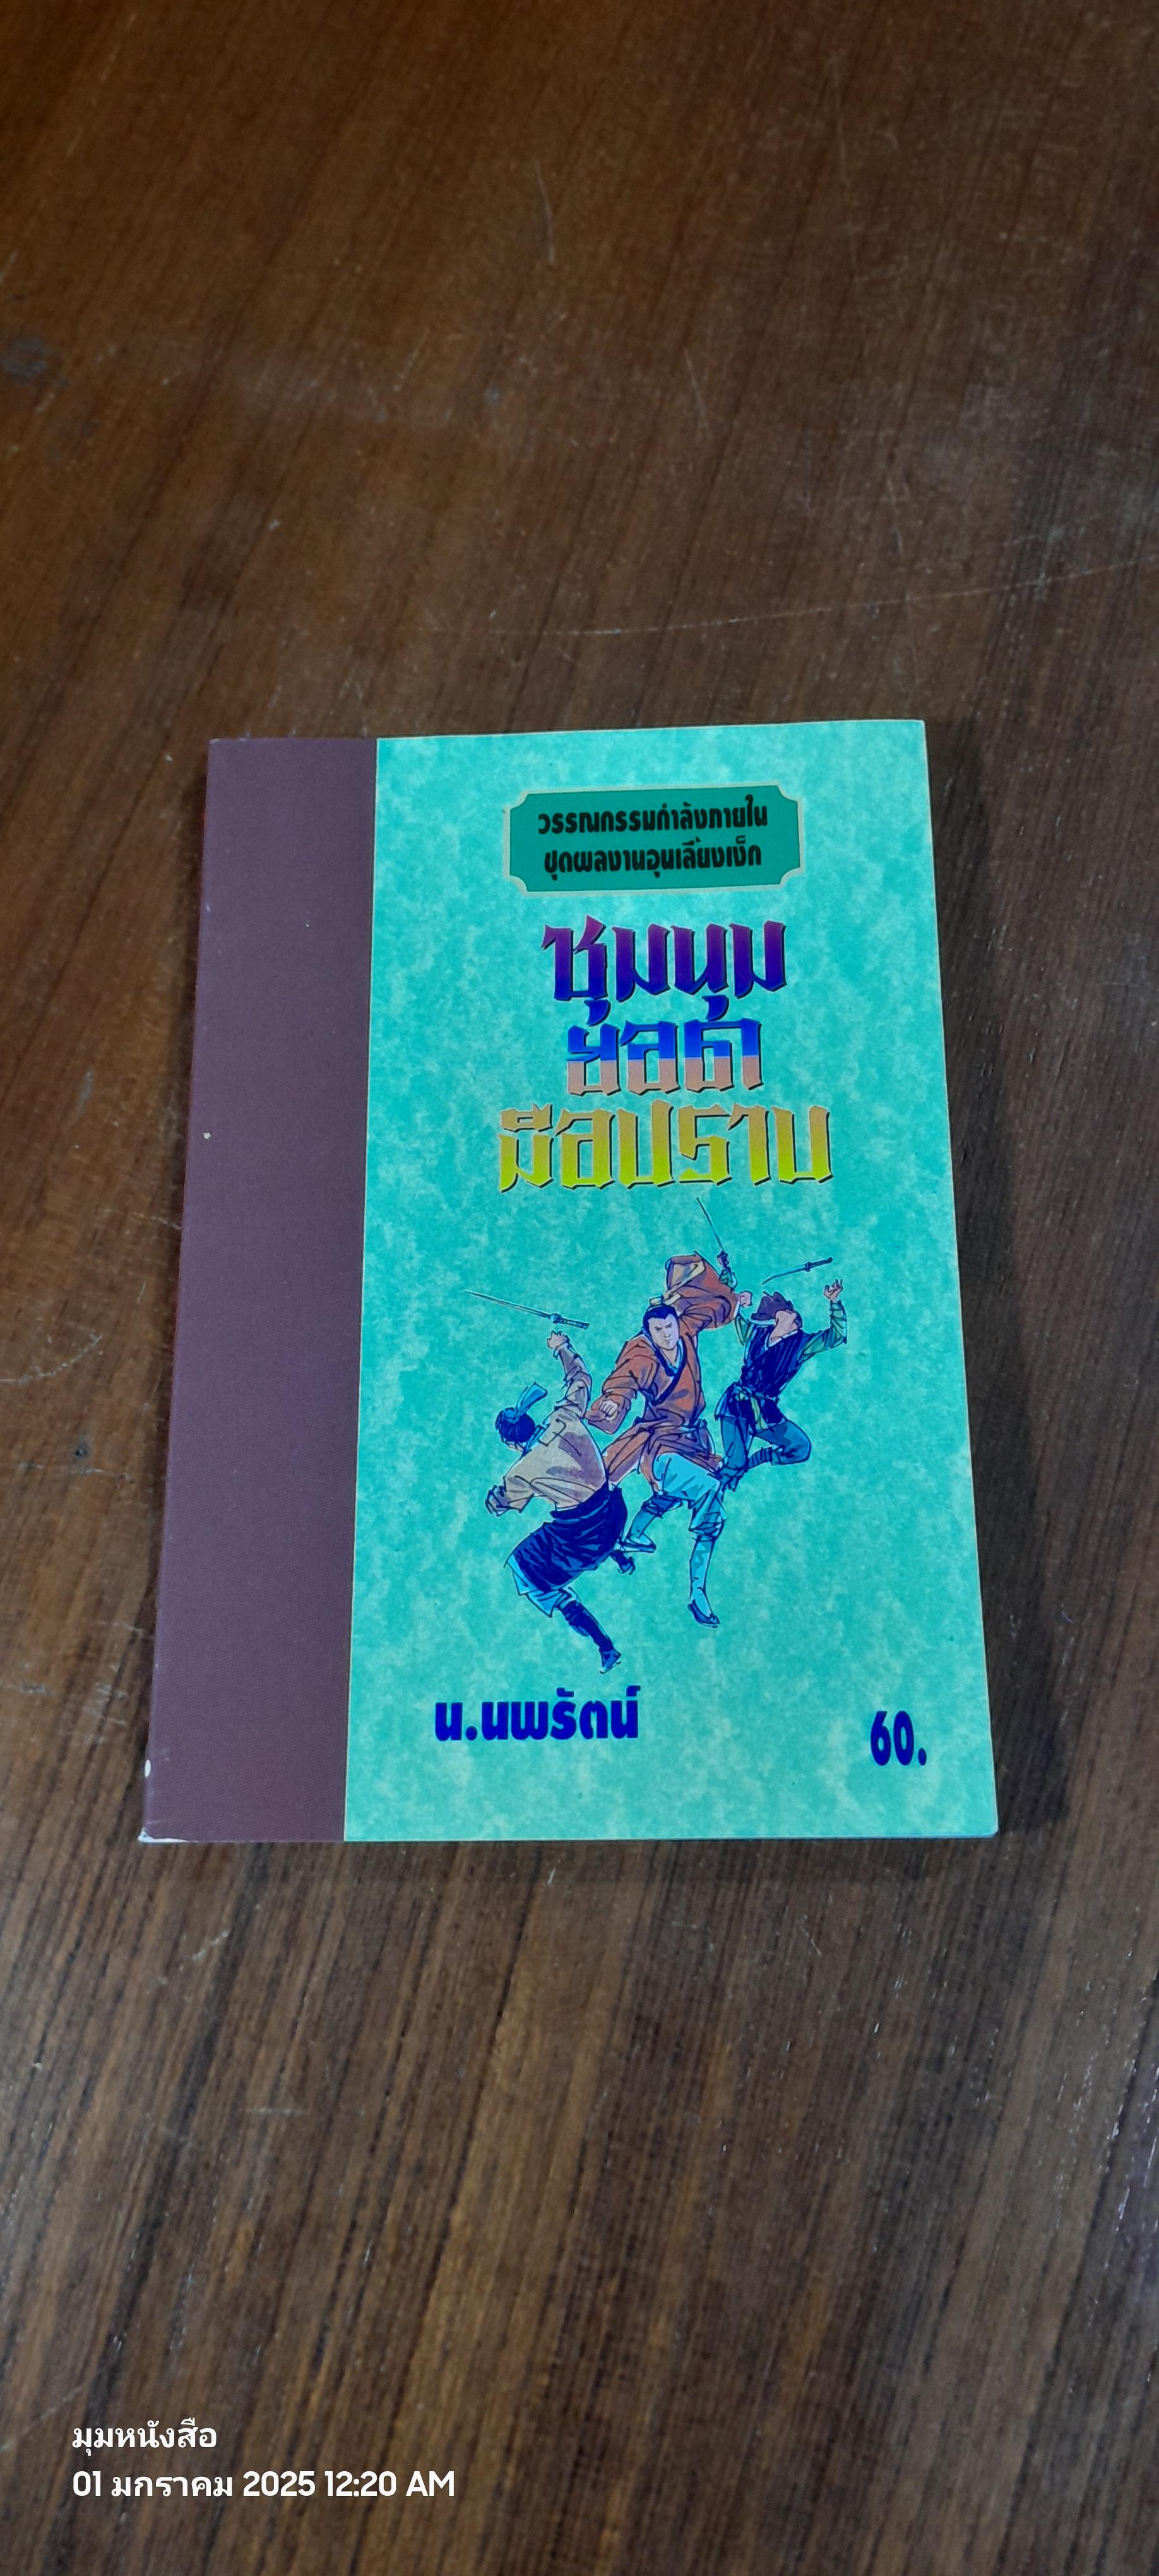 วรรณกรรมกำลังภายใน
ชุดผลงานอุนเลี้ยงเง็ก
ชุมนุม
ยอด
มือปราบ
น.นพรัตน์
60.
มุมหนังสือ
01 มกราคม 2025 12:20 AM